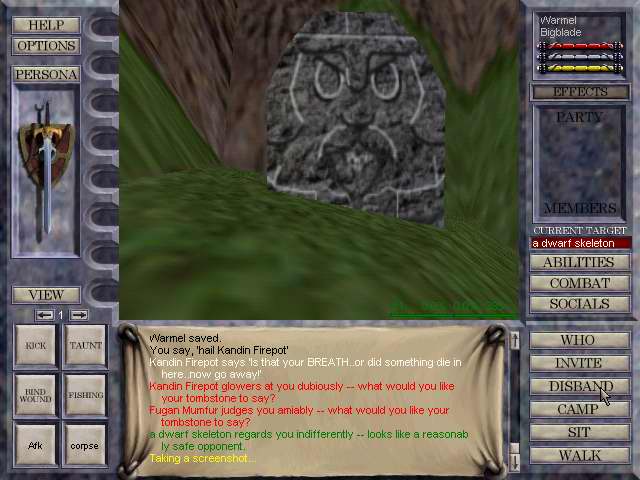 HELP
OPTIONS
PERSONA
VIEW
1
KICK
TAUNT
BIND WOUND
FISHING
Afk
corpse
Warmel saved.
You say, 'hail Kandin Firepot'
Kandin Firepot says 'Is that your BREATH..or did something die in
here..now go away!'
Kandin Firepot glowers at you dubiously -- what would you like
your tombstone to say?
Fugan Mumfur judges you amiably -- what would you like your
tombstone to say?
a dwarf skeleton regards you indifferently -- looks like a reasonab
ly safe opponent.
Taking a screenshot...
Warmel
Bigblade
EFFECTS
PARTY
MEMBERS
CURRENT TARGET
a dwarf skeleton
ABILITIES
COMBAT
SOCIALS
WHO
INVITE
DISBAND
CAMP
SIT
WALK